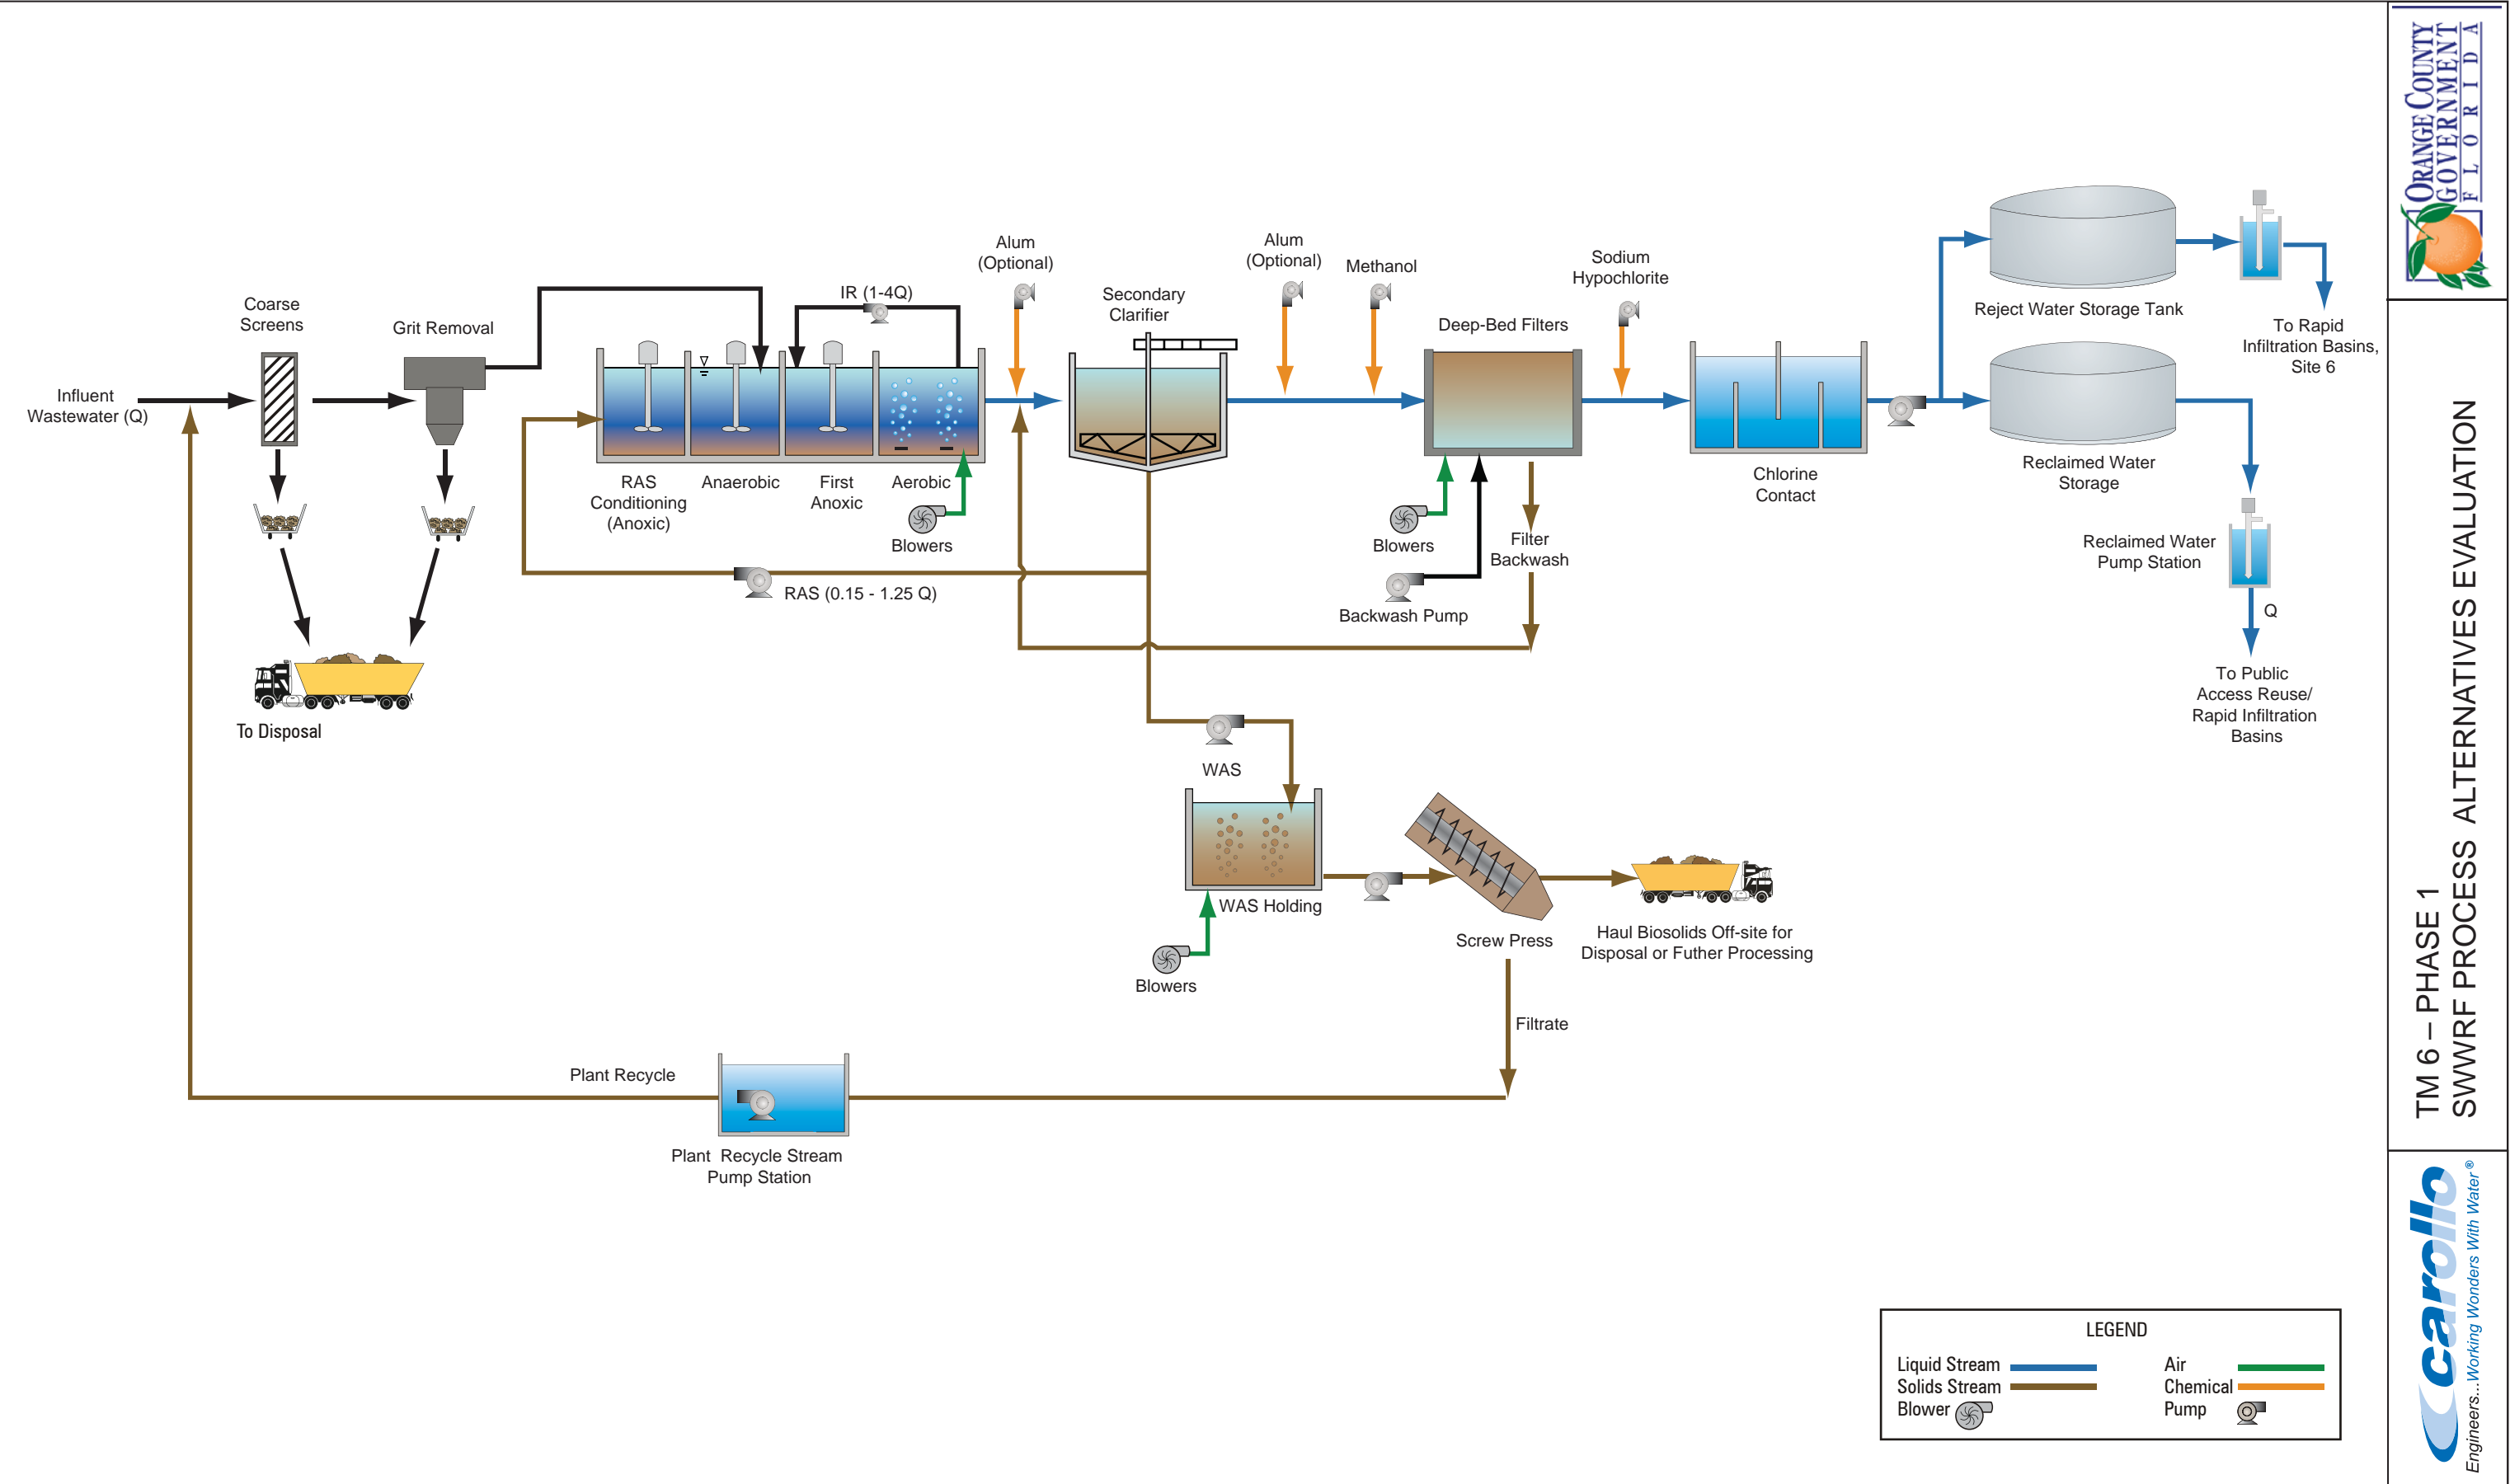 Influent
Wastewater (Q)
Coarse
Screens
Grit Removal
To Disposal
IR (1-4Q)
RAS
Conditioning
(Anoxic)
Anaerobic
First
Anoxic
Aerobic
Blowers
RAS (0.15 - 1.25 Q)
Alum
(Optional)
Secondary
Clarifier
Alum
(Optional)
Methanol
Deep-Bed Filters
Blowers
Backwash Pump
Filter
Backwash
Sodium
Hypochlorite
Chlorine
Contact
Reject Water Storage Tank
To Rapid
Infiltration Basins,
Site 6
Reclaimed Water
Storage
Reclaimed Water
Pump Station
Q
To Public
Access Reuse/
Rapid Infiltration
Basins
WAS
WAS Holding
Blowers
Screw Press
Haul Biosolids Off-site for
Disposal or Futher Processing
Filtrate
Plant Recycle
Plant Recycle Stream
Pump Station
LEGEND
Liquid Stream
Solids Stream
Blower
Air
Chemical
Pump
ORANGE COUNTY
GOVERNMENT
FLORIDA
TM 6 – PHASE 1
SWWRF PROCESS ALTERNATIVES EVALUATION
carollo
Engineers...Working Wonders With Water®